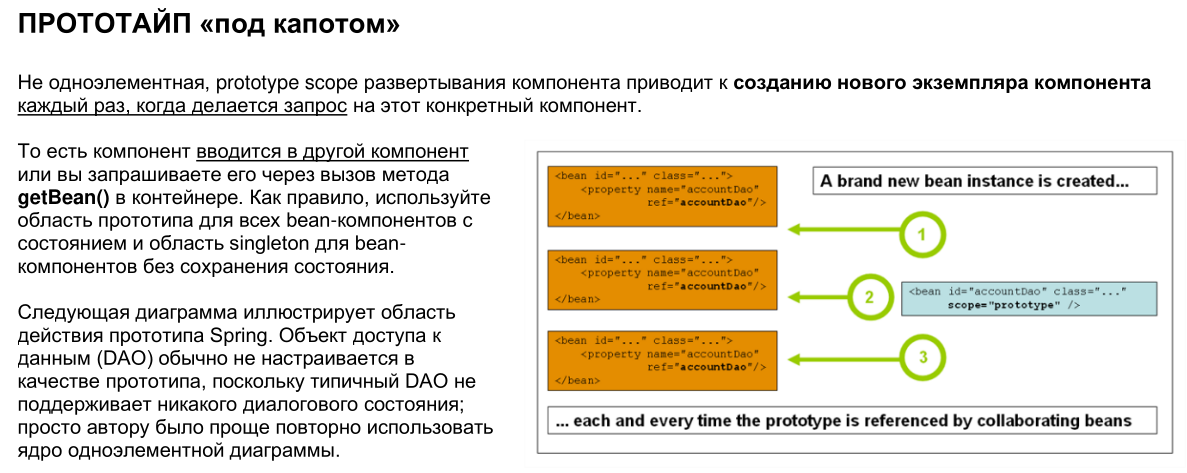 ПРОТОТАЙП «под капотом»
Не одноэлементная, prototype scope развертывания компонента приводит к созданию нового экземпляра компонента
каждый раз, когда делается запрос на этот конкретный компонент.
То есть компонент вводится в другой компонент
или вы запрашиваете его через вызов метода
getBean() в контейнере. Как правило, используйте
область прототипа для всех bean-компонентов с
состоянием и область singleton для bean-
компонентов без сохранения состояния.
Следующая диаграмма иллюстрирует область
действия прототипа Spring. Объект доступа к
данным (DAO) обычно не настраивается в
качестве прототипа, поскольку типичный DAO не
поддерживает никакого диалогового состояния;
просто автору было проще повторно использовать
ядро одноэлементной диаграммы.
A brand new bean instance is created...
<bean id="..." class="...">
<property name="accountDao"
ref="accountDao"/>
</bean>
1
<bean id="..." class="...">
<property name="accountDao"
ref="accountDao"/>
</bean>
2
<bean id="accountDao" class="..."
scope="prototype" />
<bean id="..." class="...">
<property name="accountDao"
ref="accountDao"/>
</bean>
3
... each and every time the prototype is referenced by collaborating beans